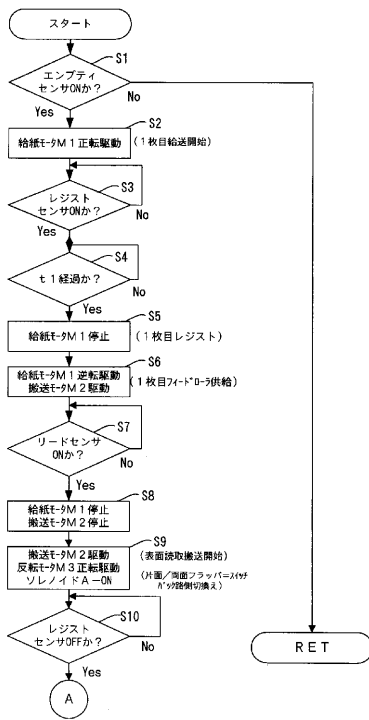 スタート
S1
エンプティ
センサONか？
Yes
No
S2
給紙ﾓｰﾀM1正転駆動
(1枚目給送開始)
S3
レジスト
センサONか？
Yes
No
S4
t1経過か？
No
Yes
S5
給紙ﾓｰﾀM1停止
(1枚目レジスト)
S6
給紙ﾓｰﾀM1逆転駆動
搬送ﾓｰﾀM2駆動
(1枚目ﾌｨｰﾄﾞﾛｰﾗ供給)
S7
リードセンサ
ONか？
No
Yes
S8
給紙ﾓｰﾀM1停止
搬送ﾓｰﾀM2停止
S9
搬送ﾓｰﾀM2駆動
反転ﾓｰﾀM3正転駆動
ソレノイドA－ON
(表面読取搬送開始)
(片面／両面フラッパ=ｽｲｯﾁ
ﾊﾞｯｸ路側切換え)
S10
レジスト
センサOFFか？
No
Yes
A
RET